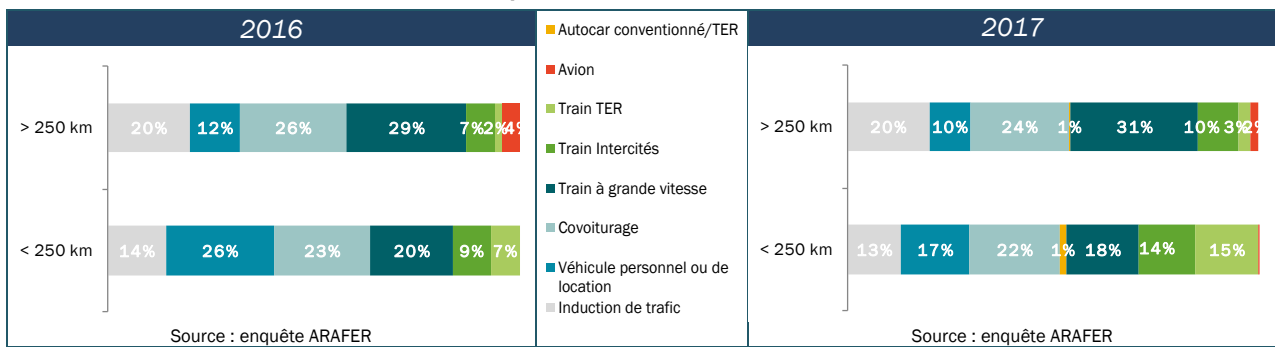 2016
> 250 km
20% 12% 26% 29% 7% 2% 4%
< 250 km
14% 26% 23% 20% 9% 7%
Source : enquête ARAFER
Autocar conventionné/TER
Avion
Train TER
Train Intercités
Train à grande vitesse
Covoiturage
Véhicule personnel ou de
location
Induction de trafic
2017
> 250 km
20% 10% 24% 1% 31% 10% 3% 2%
< 250 km
13% 17% 22% 1% 18% 14% 15%
Source : enquête ARAFER